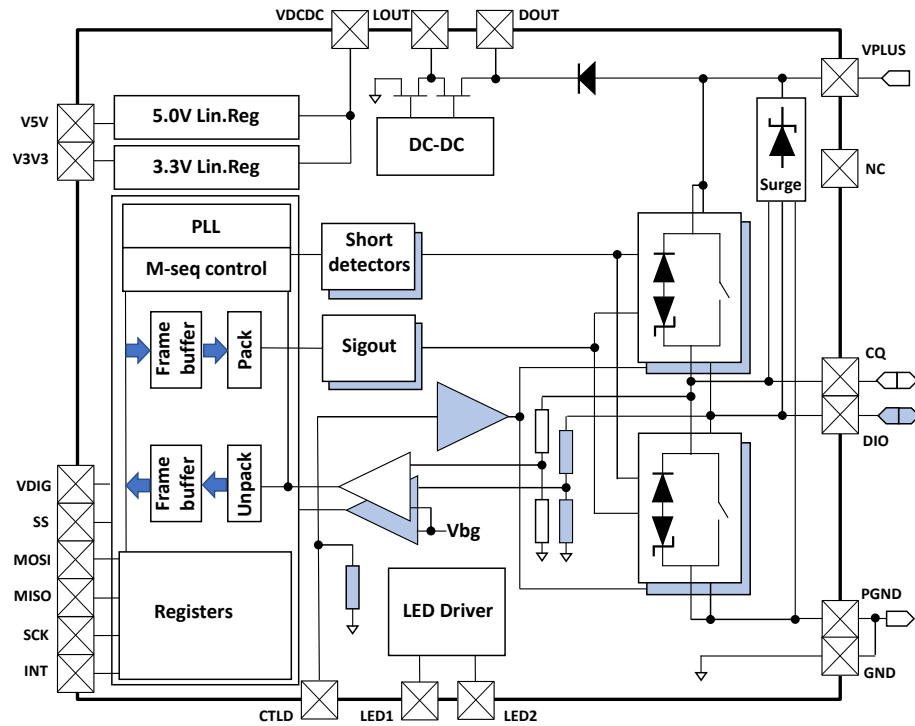 VDCDC
LOUT
DOUT
VPLUS
V5V
5.0V Lin.Reg
V3V3
3.3V Lin.Reg
DC-DC
Surge
NC
PLL
M-seq control
Short
detectors
Frame
buffer
Pack
Sigout
CQ
DIO
Frame
buffer
Unpack
Vbg
VDIG
SS
MOSI
MISO
SCK
INT
Registers
LED Driver
PGND
GND
CTLD
LED1
LED2